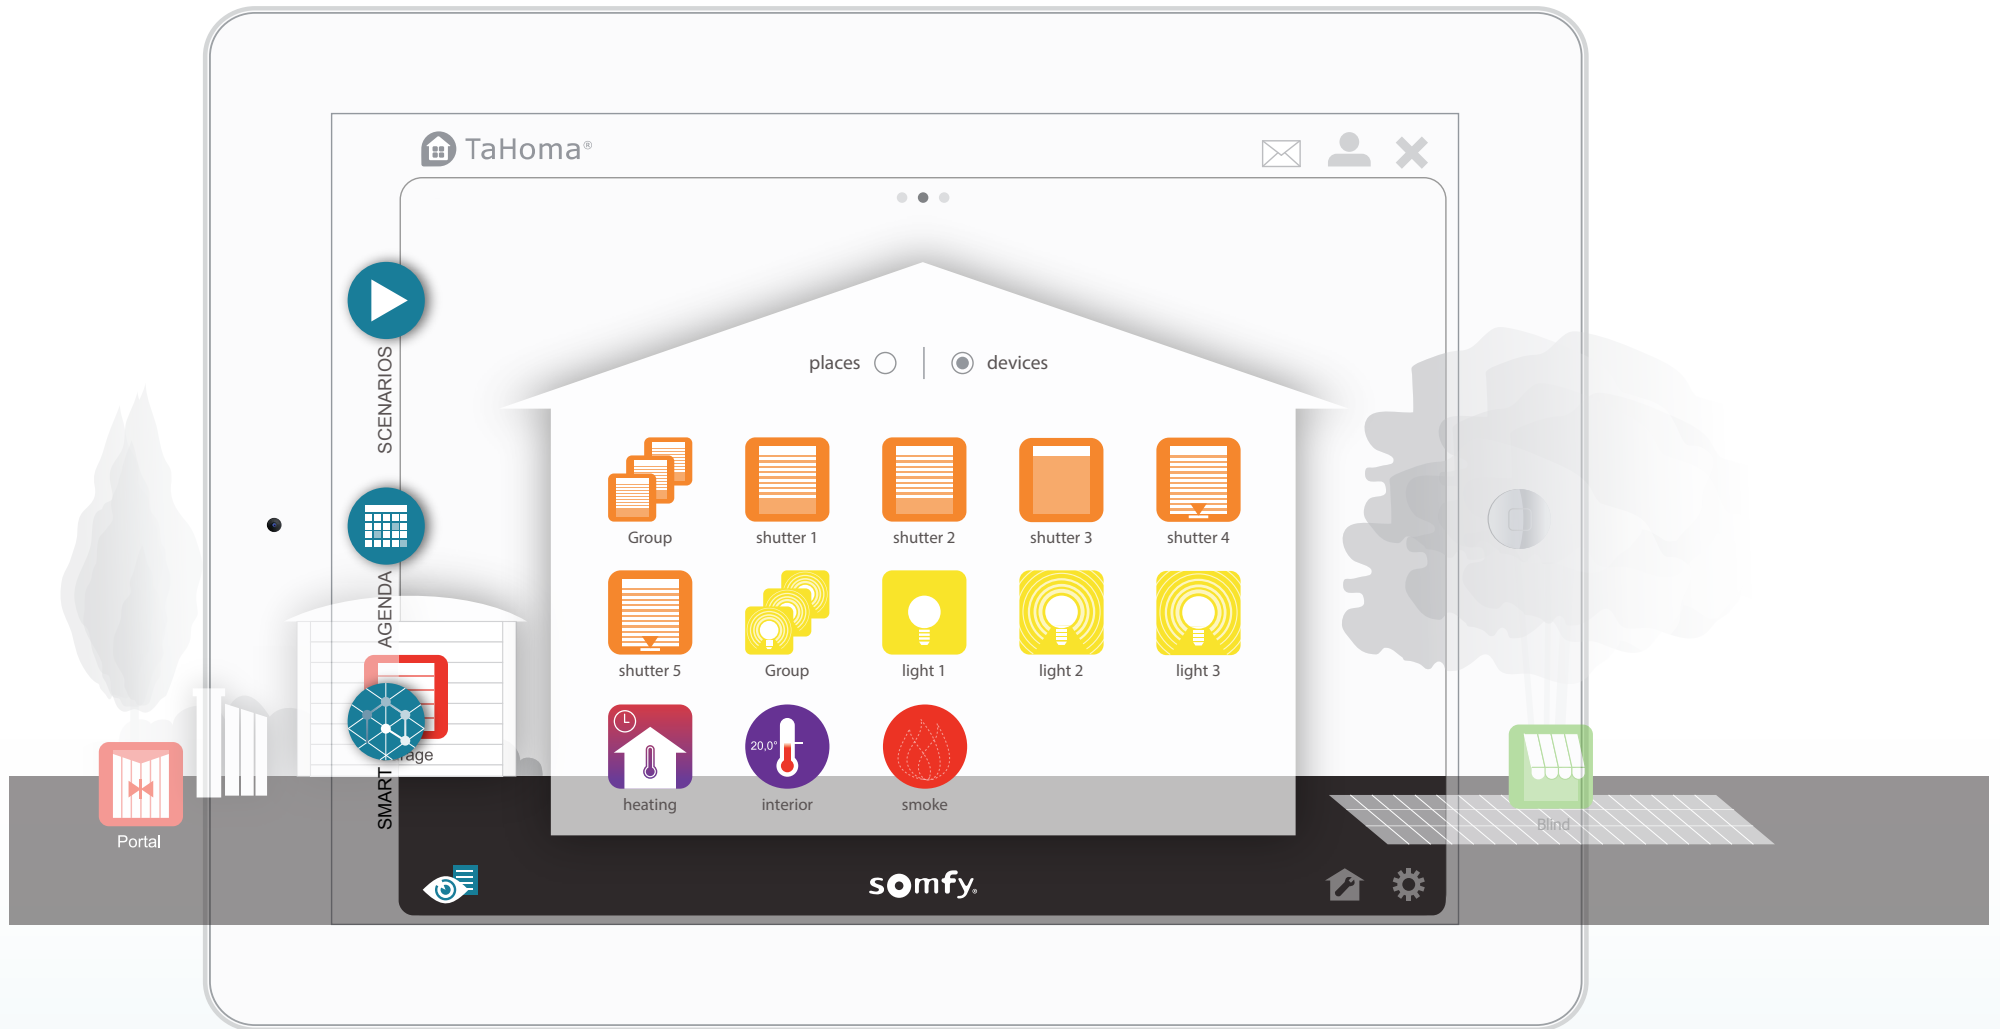 TaHoma®
places
devices
SCENARIOS
AGENDA
SMART
Group
shutter 1
shutter 2
shutter 3
shutter 4
shutter 5
Group
light 1
light 2
light 3
20,0°
heating
interior
smoke
Portal
Blind
somfy.